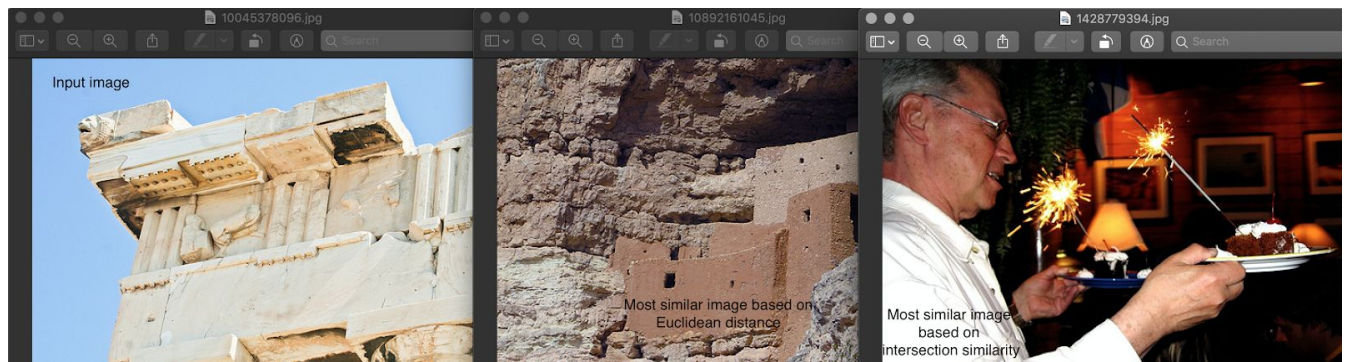 10045378096.jpg
Search
Input image
10892161045.jpg
Search
Most similar image based on
Euclidean distance
1428779394.jpg
Search
Most similar image
based on
intersection similarity